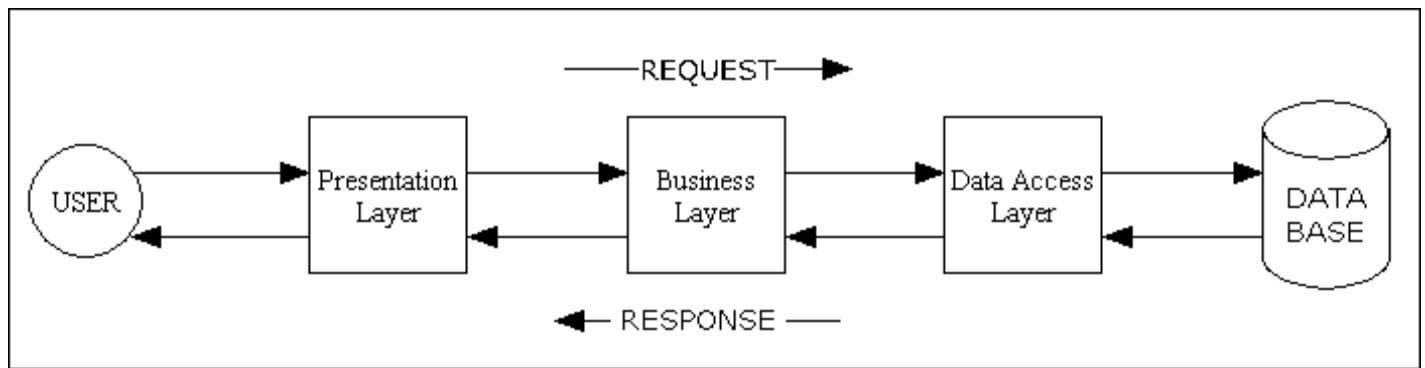 REQUEST
USER
Presentation
Layer
Business
Layer
Data Access
Layer
DATA
BASE
RESPONSE